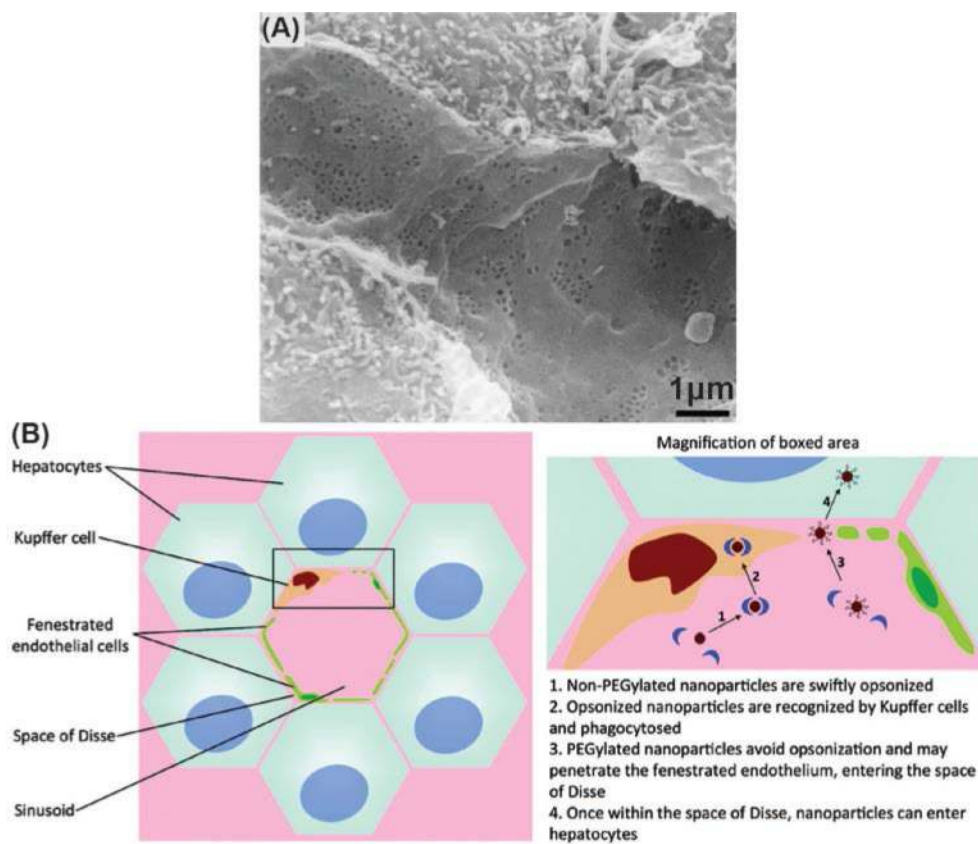 (A)
1μm
(B)
Hepatocytes
Kupffer cell
Fenestrated
endothelial cells
Space of Disse
Sinusoid
Magnification of boxed area
4
3
2
1
1. Non-PEGylated nanoparticles are swiftly opsonized
2. Opsonized nanoparticles are recognized by Kupffer cells
and phagocytosed
3. PEGylated nanoparticles avoid opsonization and may
penetrate the fenestrated endothelium, entering the space
of Disse
4. Once within the space of Disse, nanoparticles can enter
hepatocytes